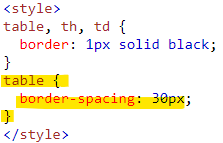 <style>
table, th, td {
  border: 1px solid black;
}
table {
  border-spacing: 30px;
}
</style>